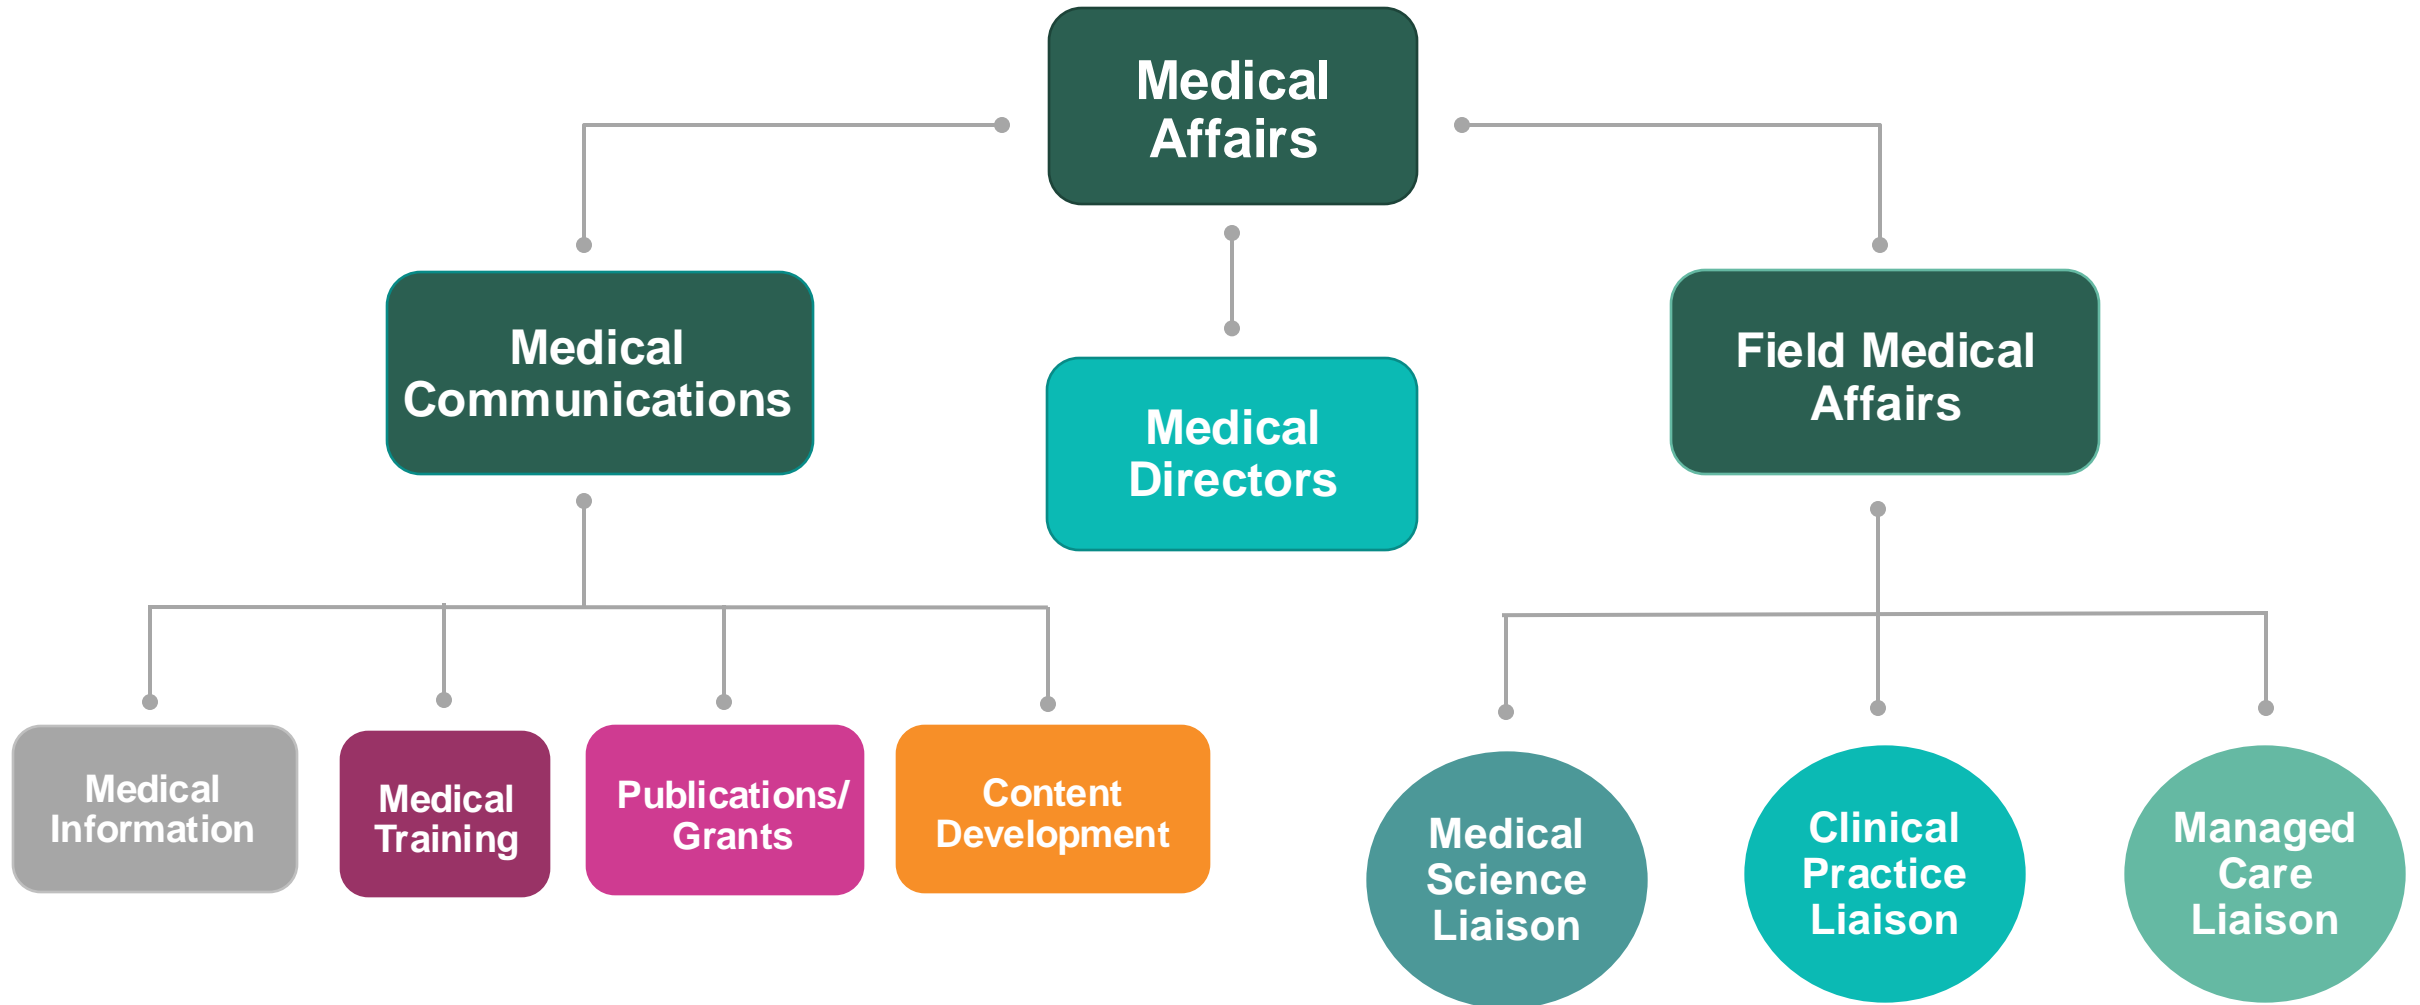 Medical
Affairs
Medical
Communications
Medical
Directors
Field Medical
Affairs
Medical
Information
Medical
Training
Publications/
Grants
Content
Development
Medical
Science
Liaison
Clinical
Practice
Liaison
Managed
Care
Liaison